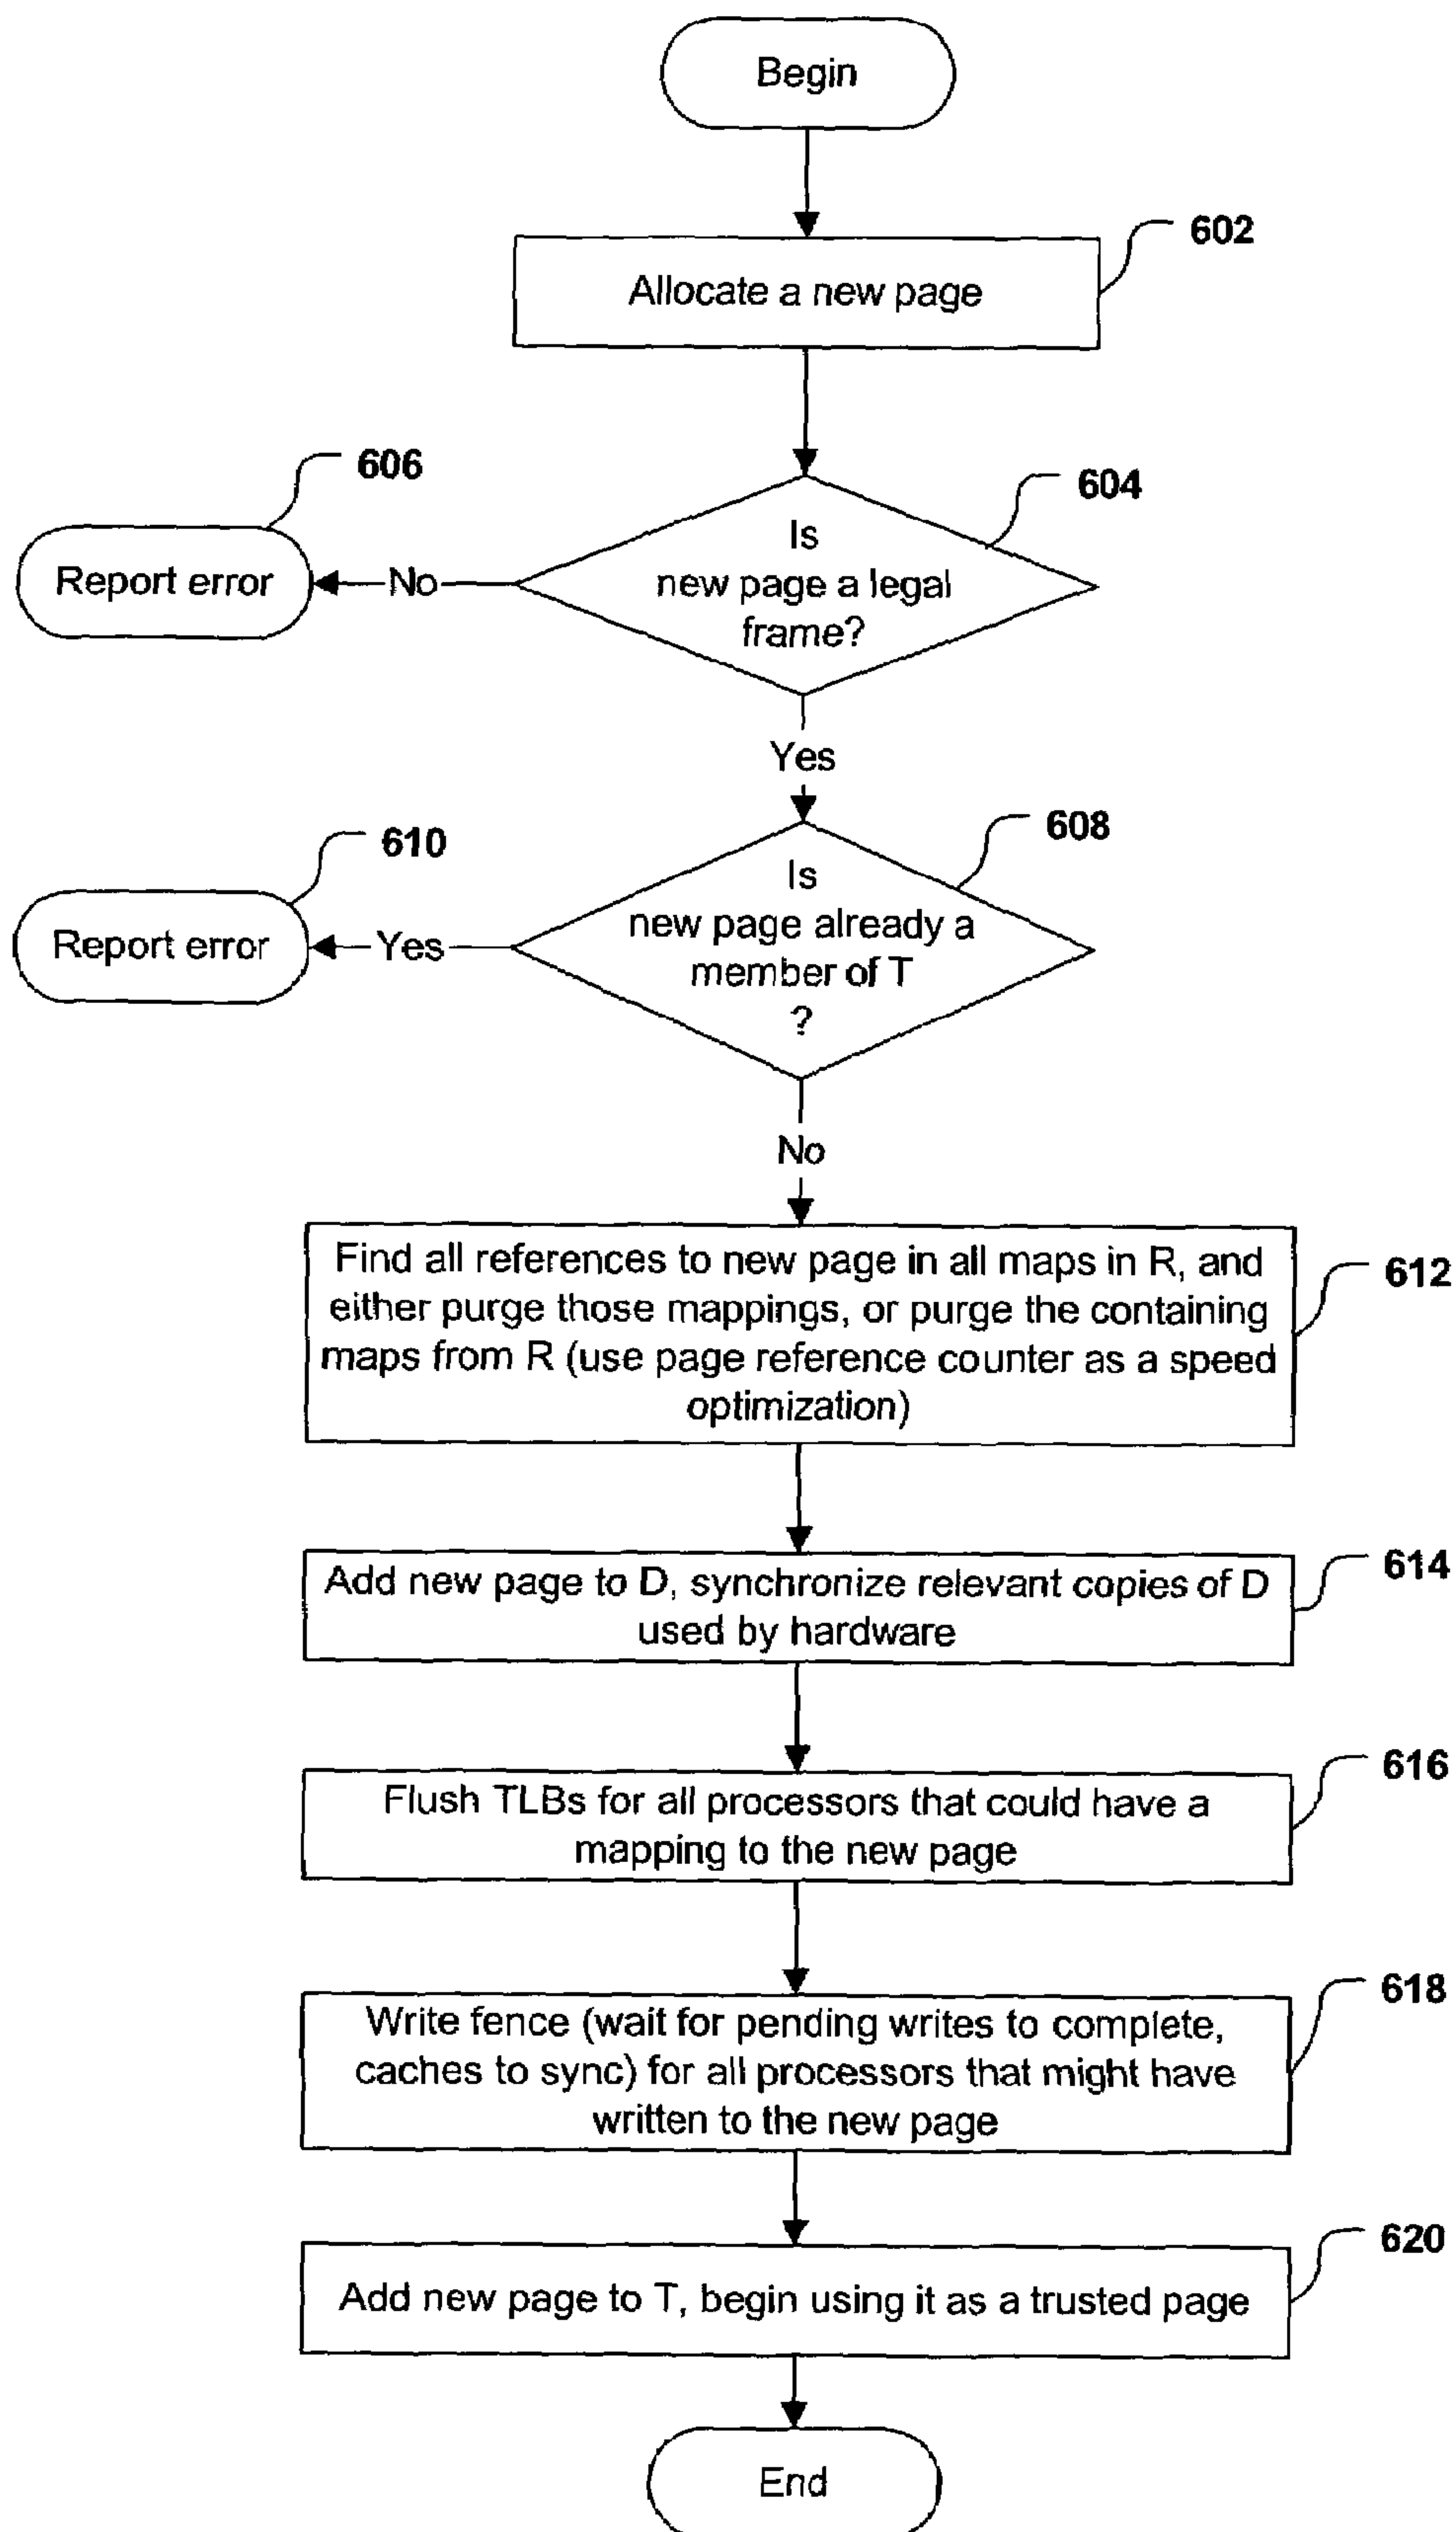 Begin
602
Allocate a new page
606
604
Report error
No
Is
new page a legal
frame?
Yes
610
608
Report error
Yes
Is
new page already a
member of T
?
No
612
Find all references to new page in all maps in R, and
either purge those mappings, or purge the containing
maps from R (use page reference counter as a speed
optimization)
614
Add new page to D, synchronize relevant copies of D
used by hardware
616
Flush TLBs for all processors that could have a
mapping to the new page
618
Write fence (wait for pending writes to complete,
caches to sync) for all processors that might have
written to the new page
620
Add new page to T, begin using it as a trusted page
End